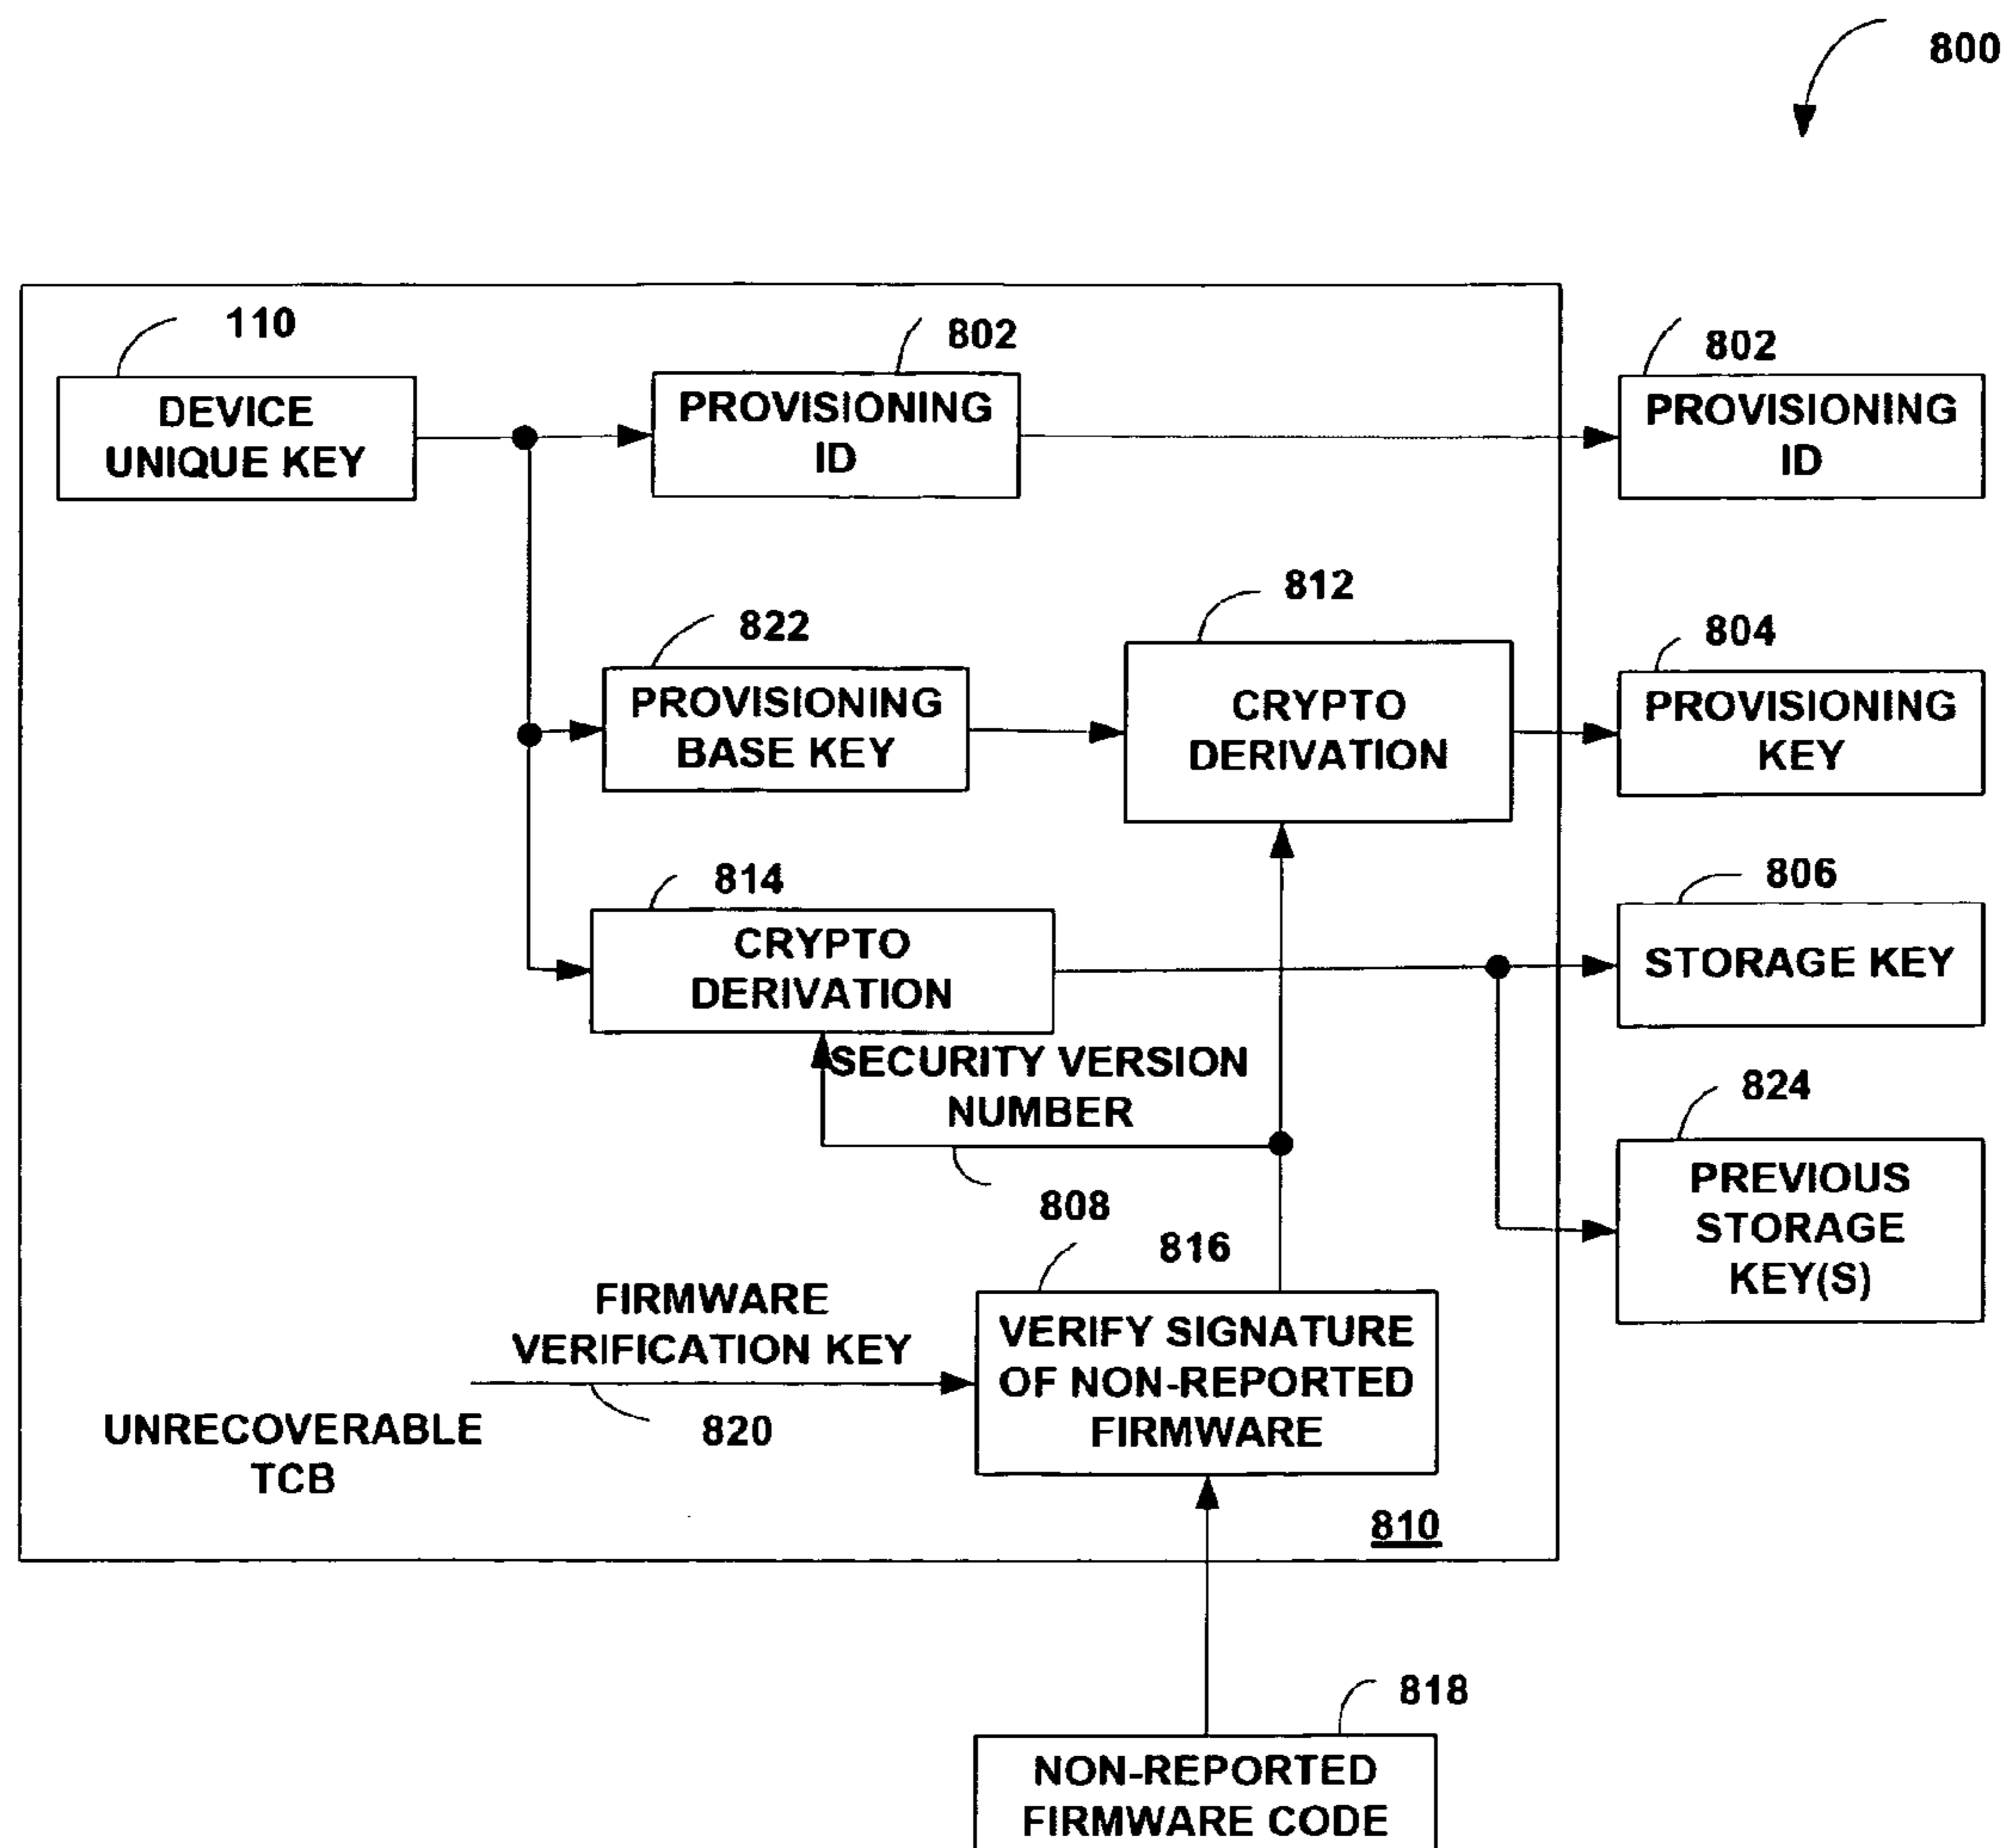 800
110
802
802
DEVICE
UNIQUE KEY
PROVISIONING
ID
PROVISIONING
ID
812
822
804
PROVISIONING
BASE KEY
CRYPTO
DERIVATION
PROVISIONING
KEY
814
806
CRYPTO
DERIVATION
STORAGE KEY
SECURITY VERSION
NUMBER
824
808
PREVIOUS
STORAGE
KEY(S)
816
FIRMWARE
VERIFICATION KEY
VERIFY SIGNATURE
OF NON-REPORTED
FIRMWARE
820
UNRECOVERABLE
TCB
810
818
NON-REPORTED
FIRMWARE CODE